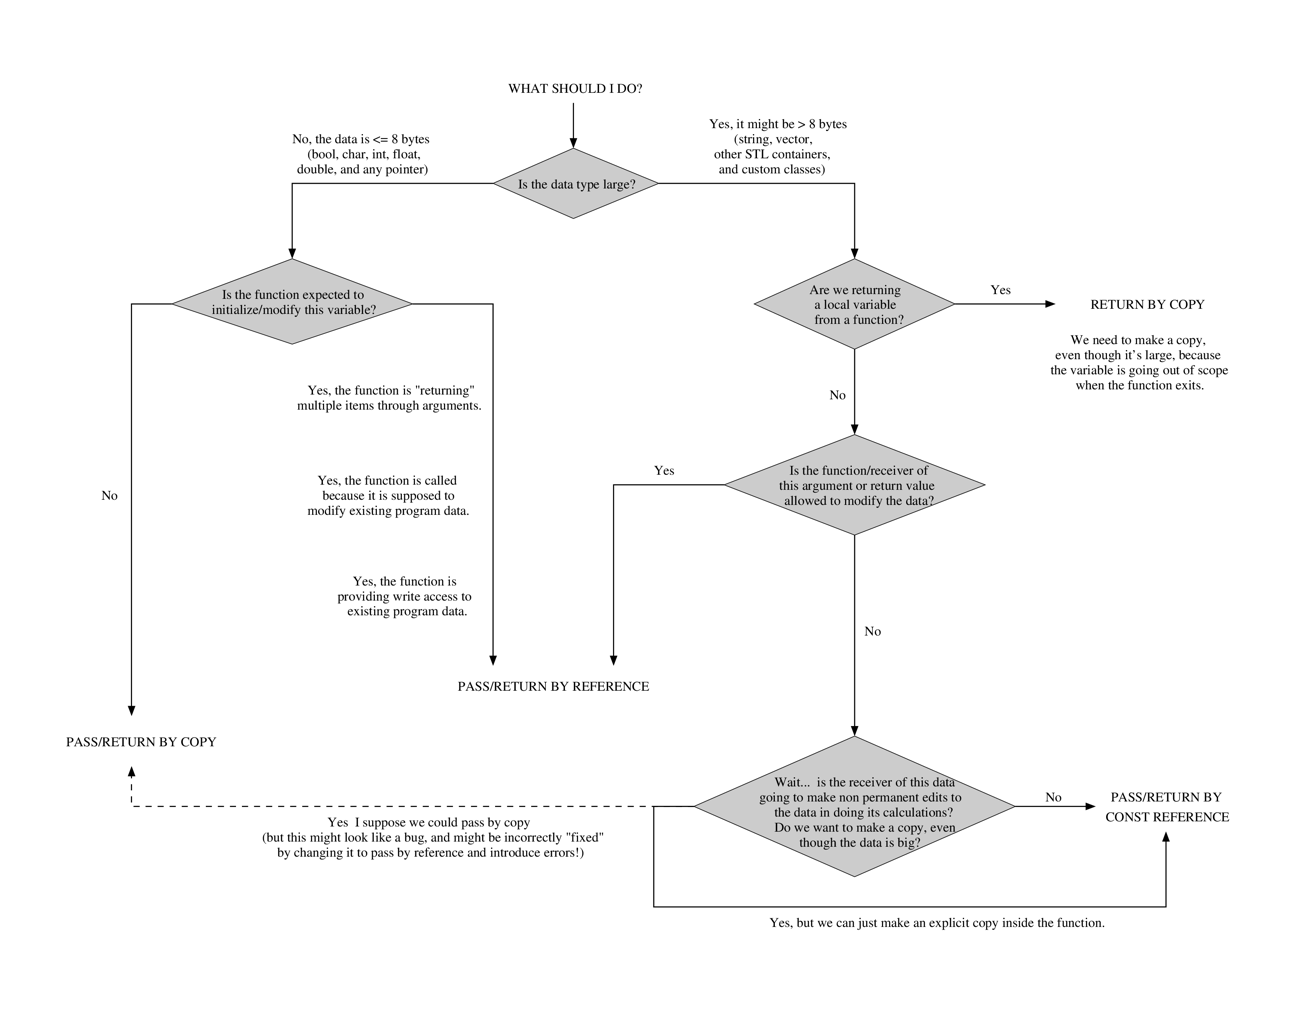 WHAT SHOULD I DO?
No, the data is <= 8 bytes
(bool, char, int, float,
double, and any pointer)
Yes, it might be > 8 bytes
(string, vector,
other STL containers,
and custom classes)
Is the data type large?
Is the function expected to
initialize/modify this variable?
Are we returning
a local variable
from a function?
Yes
RETURN BY COPY
We need to make a copy,
even though it's large, because
the variable is going out of scope
when the function exits.
Yes, the function is "returning"
multiple items through arguments.
No
Yes, the function is called
because it is supposed to
modify existing program data.
No
Yes
Is the function/receiver of
this argument or return value
allowed to modify the data?
Yes, the function is
providing write access to
existing program data.
No
PASS/RETURN BY REFERENCE
PASS/RETURN BY COPY
Wait... is the receiver of this data
going to make non permanent edits to
the data in doing its calculations?
Do we want to make a copy, even
though the data is big?
No
PASS/RETURN BY
CONST REFERENCE
Yes I suppose we could pass by copy
(but this might look like a bug, and might be incorrectly "fixed"
by changing it to pass by reference and introduce errors!)
Yes, but we can just make an explicit copy inside the function.